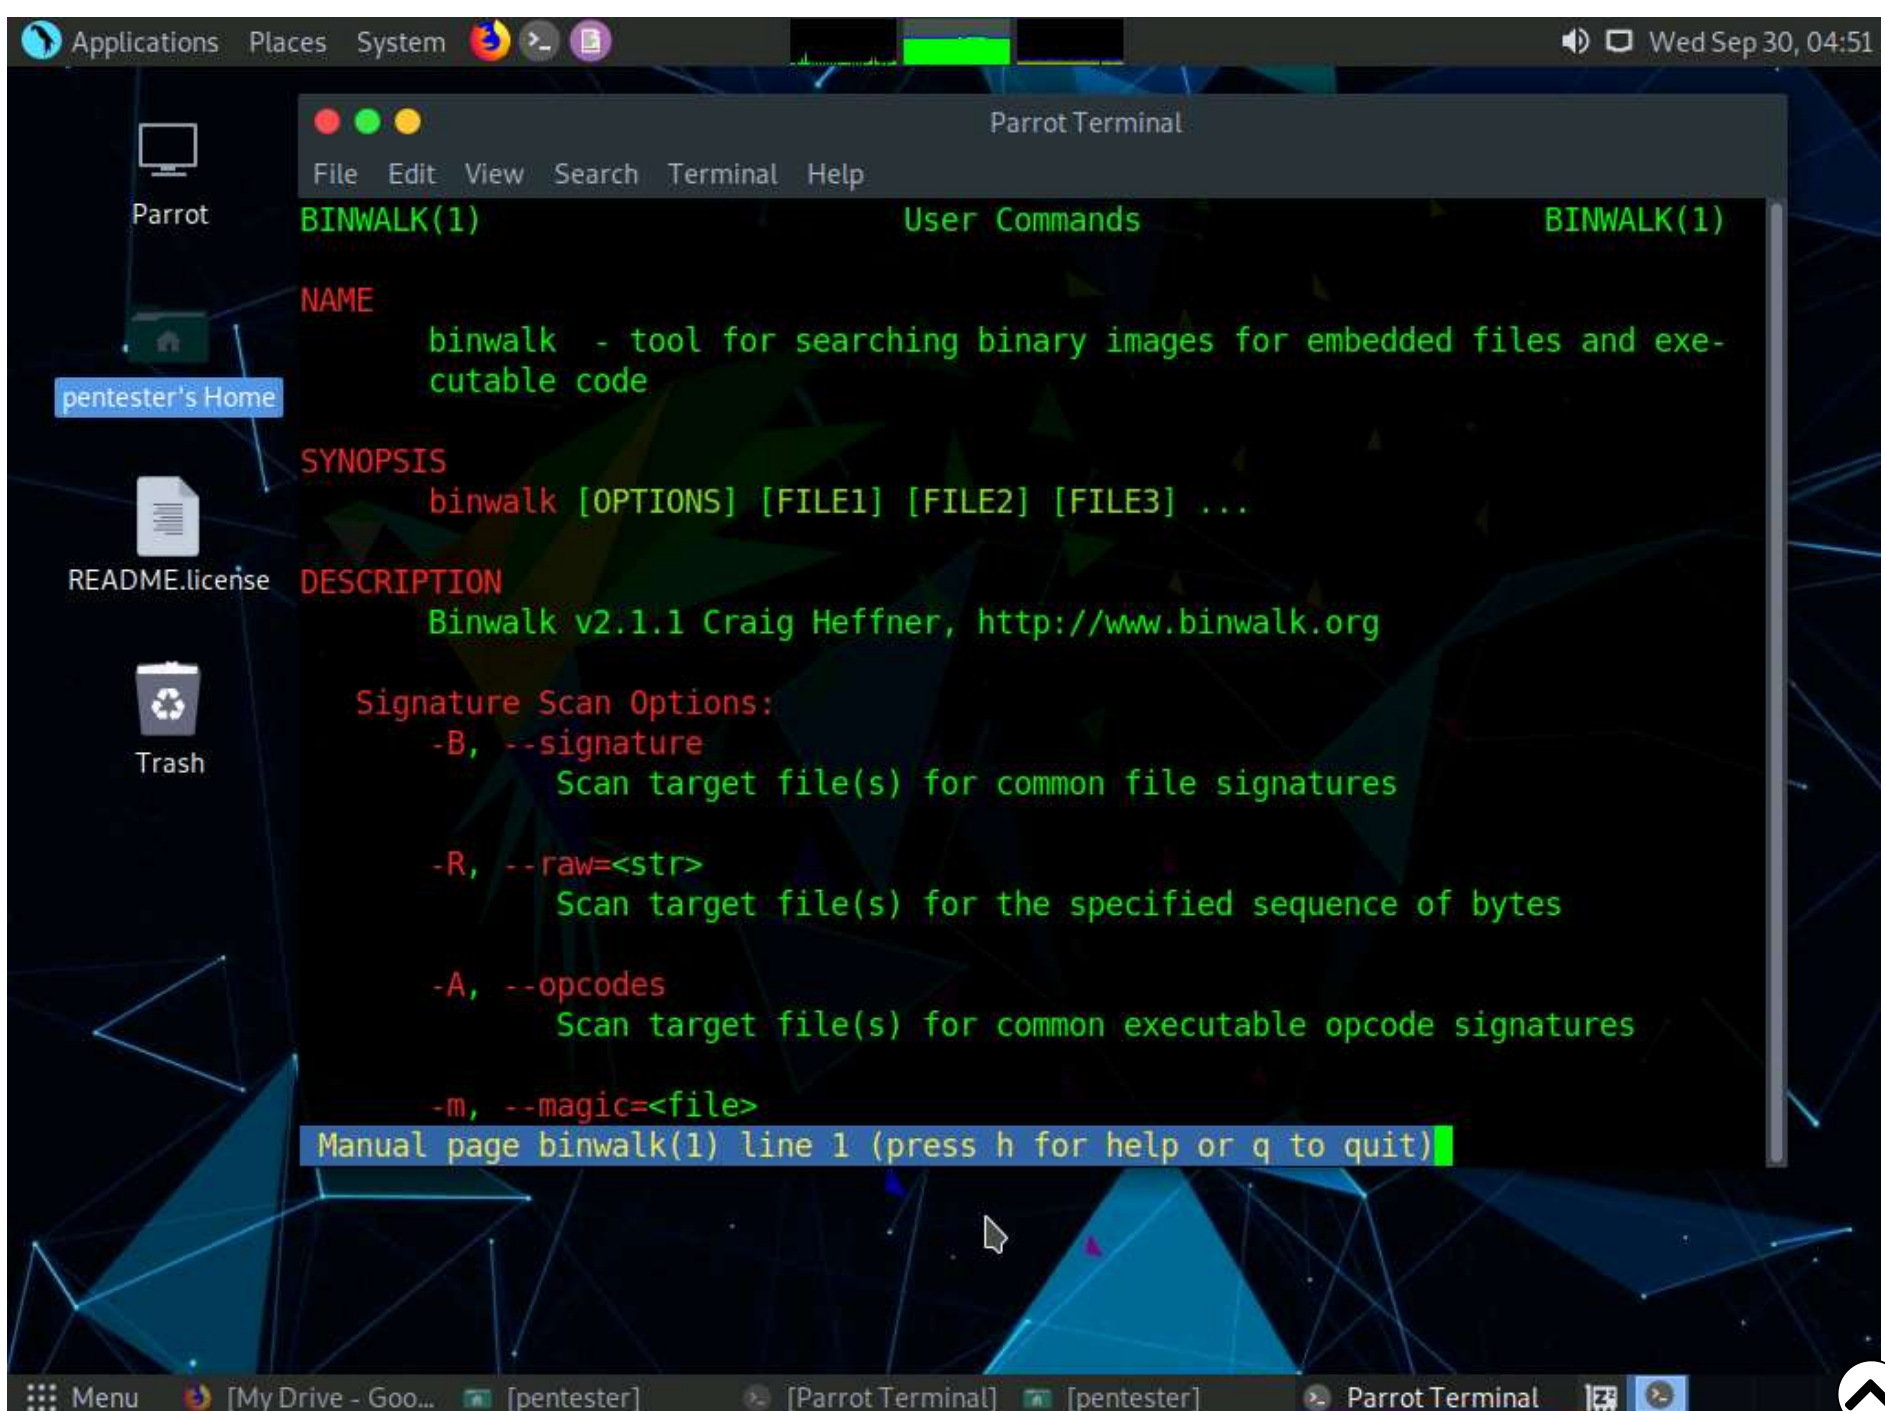 Applications Places System Wed Sep 30, 04:51
Parrot Terminal
File Edit View Search Terminal Help
Parrot
pentester's Home
README.license
Trash
BINWALK(1) User Commands BINWALK(1)
NAME
binwalk - tool for searching binary images for embedded files and exe-
cutable code
SYNOPSIS
binwalk [OPTIONS] [FILE1] [FILE2] [FILE3] ...
DESCRIPTION
Binwalk v2.1.1 Craig Heffner, http://www.binwalk.org
Signature Scan Options:
-B, --signature
Scan target file(s) for common file signatures
-R, --raw=<str>
Scan target file(s) for the specified sequence of bytes
-A, --opcodes
Scan target file(s) for common executable opcode signatures
-m, --magic=<file>
Manual page binwalk(1) line 1 (press h for help or q to quit)
Menu [My Drive - Goo... [pentester] [Parrot Terminal] [pentester] Parrot Terminal